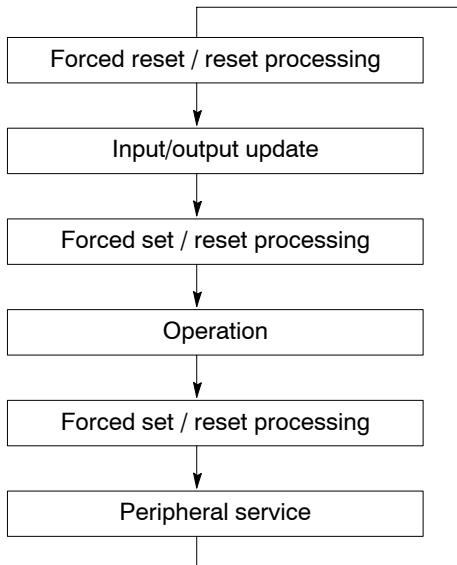 Forced reset / reset processing
Input/output update
Forced set / reset processing
Operation
Forced set / reset processing
Peripheral service